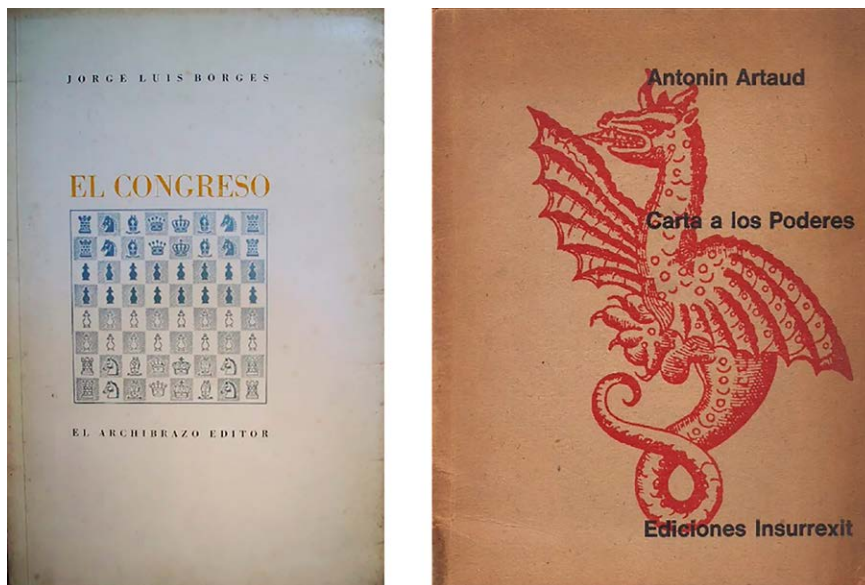 JORGE LUIS BORGES
EL CONGRESO
EL ARCHIBRAZO EDITOR
Antonin Artaud
Carta a los Poderes
Ediciones Insurrexit